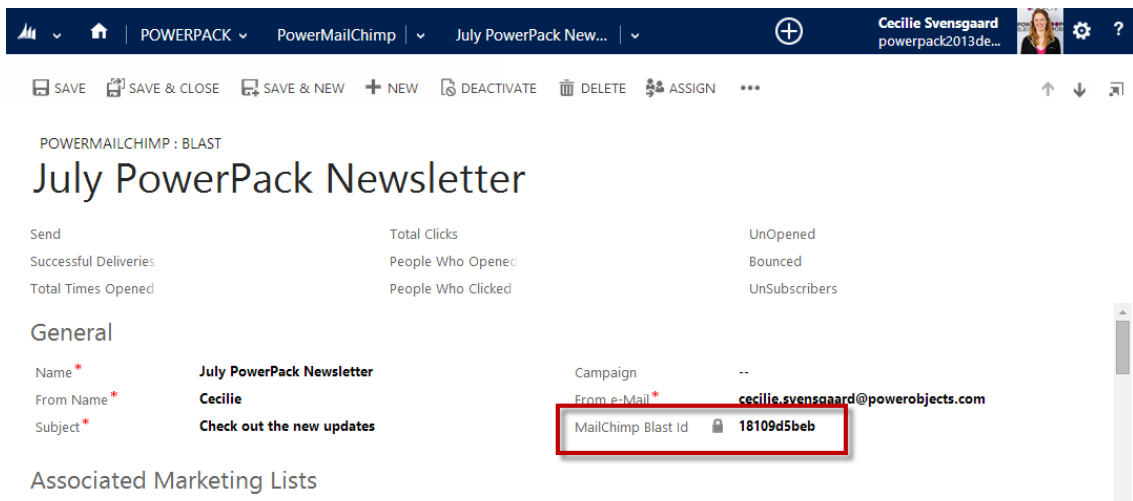 POWERPACK PowerMailChimp July PowerPack New... Cecilie Svensgaard ?
powerpack2013de...
SAVE SAVE & CLOSE SAVE & NEW NEW DEACTIVATE DELETE ASSIGN ...
POWERMAILCHIMP : BLAST
July PowerPack Newsletter
Send Total Clicks UnOpened
Successful Deliveries People Who Opened Bounced
Total Times Opened People Who Clicked UnSubscribers
General
Name* July PowerPack Newsletter Campaign --
From Name* Cecilie From e-Mail* cecilie.svensgaard@powerobjects.com
Subject* Check out the new updates MailChimp Blast Id 18109d5beb
Associated Marketing Lists